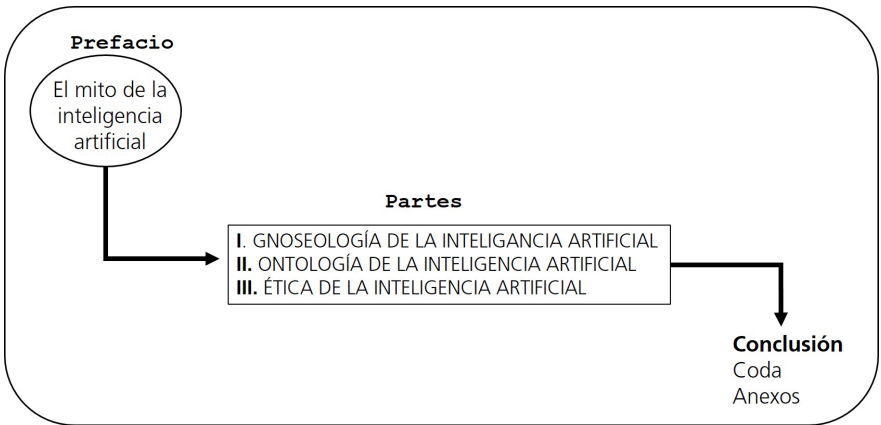 Prefacio
El mito de la
inteligencia
artificial
Partes
I. GNOSEOLOGÍA DE LA INTELIGANCIA ARTIFICIAL
II. ONTOLOGÍA DE LA INTELIGENCIA ARTIFICIAL
III. ÉTICA DE LA INTELIGENCIA ARTIFICIAL
Conclusión
Coda
Anexos